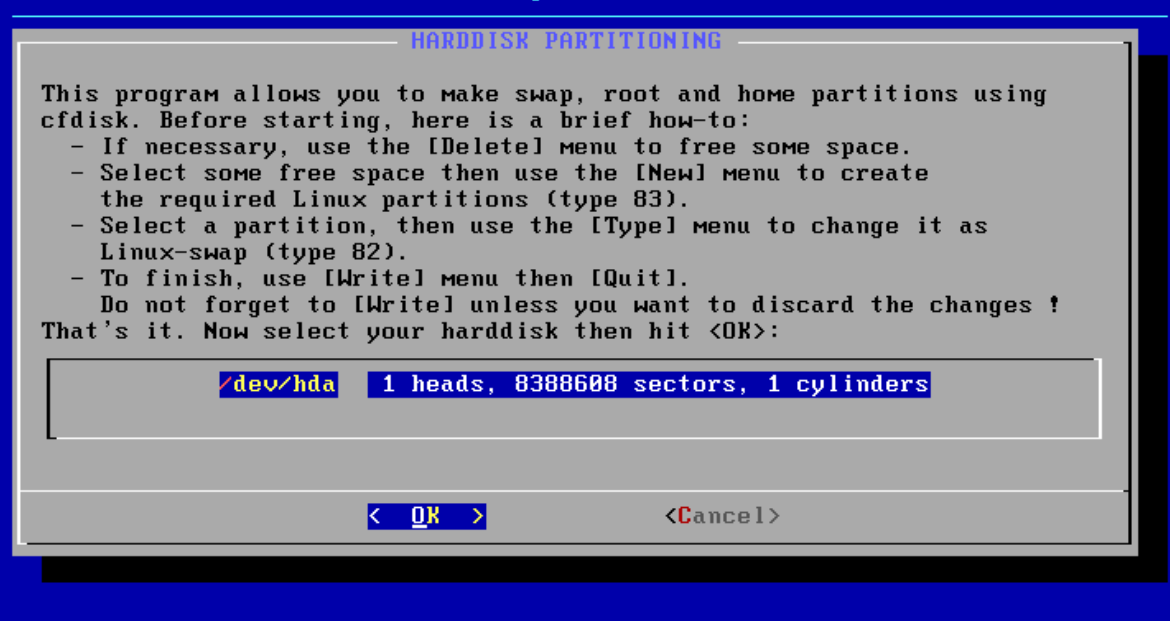 HARDDISK PARTITIONING
This program allows you to make swap, root and home partitions using
cfdisk. Before starting, here is a brief how-to:
- If necessary, use the [Delete] menu to free some space.
- Select some free space then use the [New] menu to create
the required Linux partitions (type 83).
- Select a partition, then use the [Type] menu to change it as
Linux-swap (type 82).
- To finish, use [Write] menu then [Quit].
Do not forget to [Write] unless you want to discard the changes !
That's it. Now select your harddisk then hit <OK>:
/dev/hda 1 heads, 8388608 sectors, 1 cylinders
< OK > <Cancel>